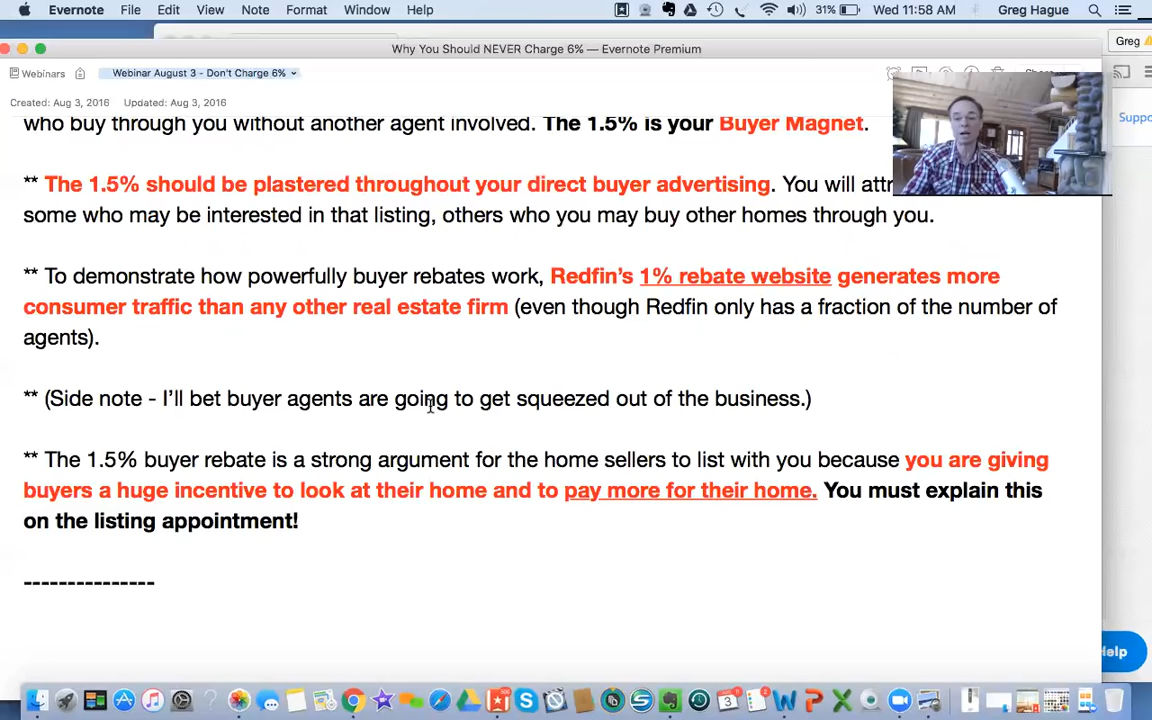 Evernote File Edit View Note Format Window Help 31% Wed 11:58 AM Greg Hague
Why You Should NEVER Charge 6% — Evernote Premium
Greg
Webinars Webinar August 3 - Don't Charge 6%
Share
Created: Aug 3, 2016 Updated: Aug 3, 2016
who buy through you without another agent involved. The 1.5% is your Buyer Magnet.
Suppo
** The 1.5% should be plastered throughout your direct buyer advertising. You will attr
some who may be interested in that listing, others who you may buy other homes through you.
** To demonstrate how powerfully buyer rebates work, Redfin's 1% rebate website generates more
consumer traffic than any other real estate firm (even though Redfin only has a fraction of the number of
agents).
** (Side note - I'll bet buyer agents are going to get squeezed out of the business.)
** The 1.5% buyer rebate is a strong argument for the home sellers to list with you because you are giving
buyers a huge incentive to look at their home and to pay more for their home. You must explain this
on the listing appointment!
---------------
Help